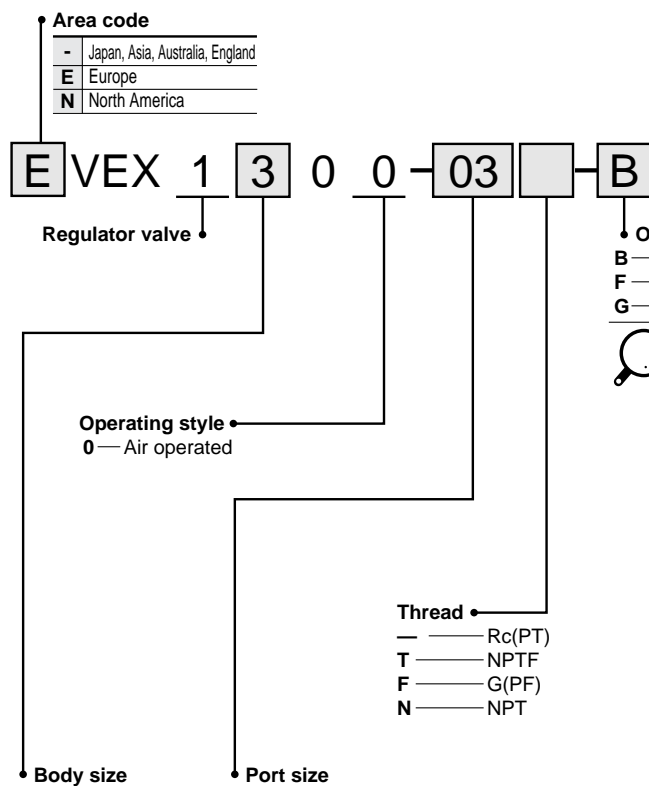 Area code
- Japan, Asia, Australia, England
E Europe
N North America
E VEX 1 3 0 0 - 03 - B
Regulator valve
B —
F —
G —
Operating style
0 — Air operated
Thread
— — Rc(PT)
T — NPTF
F — G(PF)
N — NPT
Body size Port size